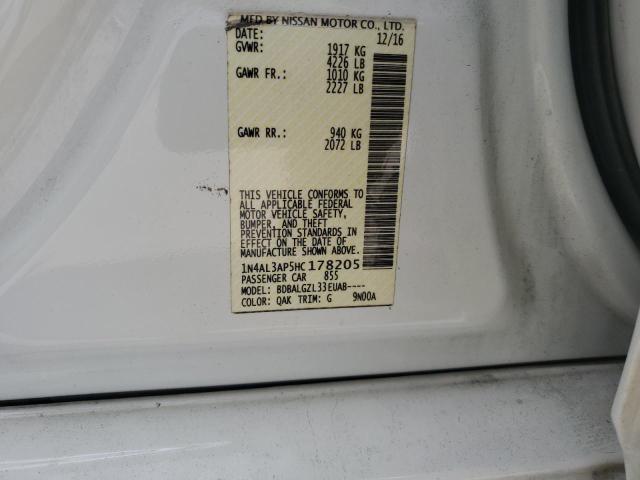 MFD BY NISSAN MOTOR CO., LTD.
DATE: 12/16
GVWR: 1917 KG
4226 LB
GAWR FR.: 1010 KG
2227 LB
GAWR RR.: 940 KG
2072 LB
THIS VEHICLE CONFORMS TO
ALL APPLICABLE FEDERAL
MOTOR VEHICLE SAFETY,
BUMPER, AND THEFT
PREVENTION STANDARDS IN
EFFECT ON THE DATE OF
MANUFACTURE SHOWN ABOVE.
1N4AL3AP5HC178205
PASSENGER CAR 855
MODEL: BDBALGZL33EUAB----
COLOR: QAK TRIM: G 9N00A